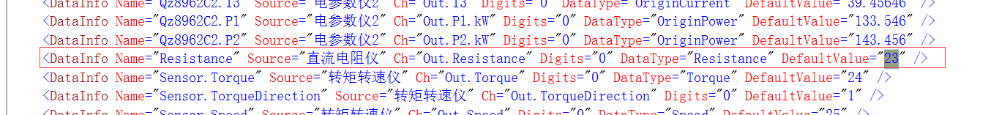 <DataInfo Name="Qz8962C2.I3" Source="电参数仪2" Ch="Out.I3" Digits="0" DataType="OriginCurrent" DefaultValue="39.45646" />
<DataInfo Name="Qz8962C2.P1" Source="电参数仪2" Ch="Out.P1.kW" Digits="0" DataType="OriginPower" DefaultValue="133.546" />
<DataInfo Name="Qz8962C2.P2" Source="电参数仪2" Ch="Out.P2.kW" Digits="0" DataType="OriginPower" DefaultValue="143.456" />
<DataInfo Name="Resistance" Source="直流电阻仪" Ch="Out.Resistance" Digits="0" DataType="Resistance" DefaultValue="23" />
<DataInfo Name="Sensor.Torque" Source="转矩转速仪" Ch="Out.Torque" Digits="0" DataType="Torque" DefaultValue="24" />
<DataInfo Name="Sensor.TorqueDirection" Source="转矩转速仪" Ch="Out.TorqueDirection" Digits="0" DefaultValue="1" />
<DataInfo Name="Sensor.Speed" Source="转矩转速仪" Ch="Out.Speed" Digits="0" DataType="Speed" DefaultValue="25" />